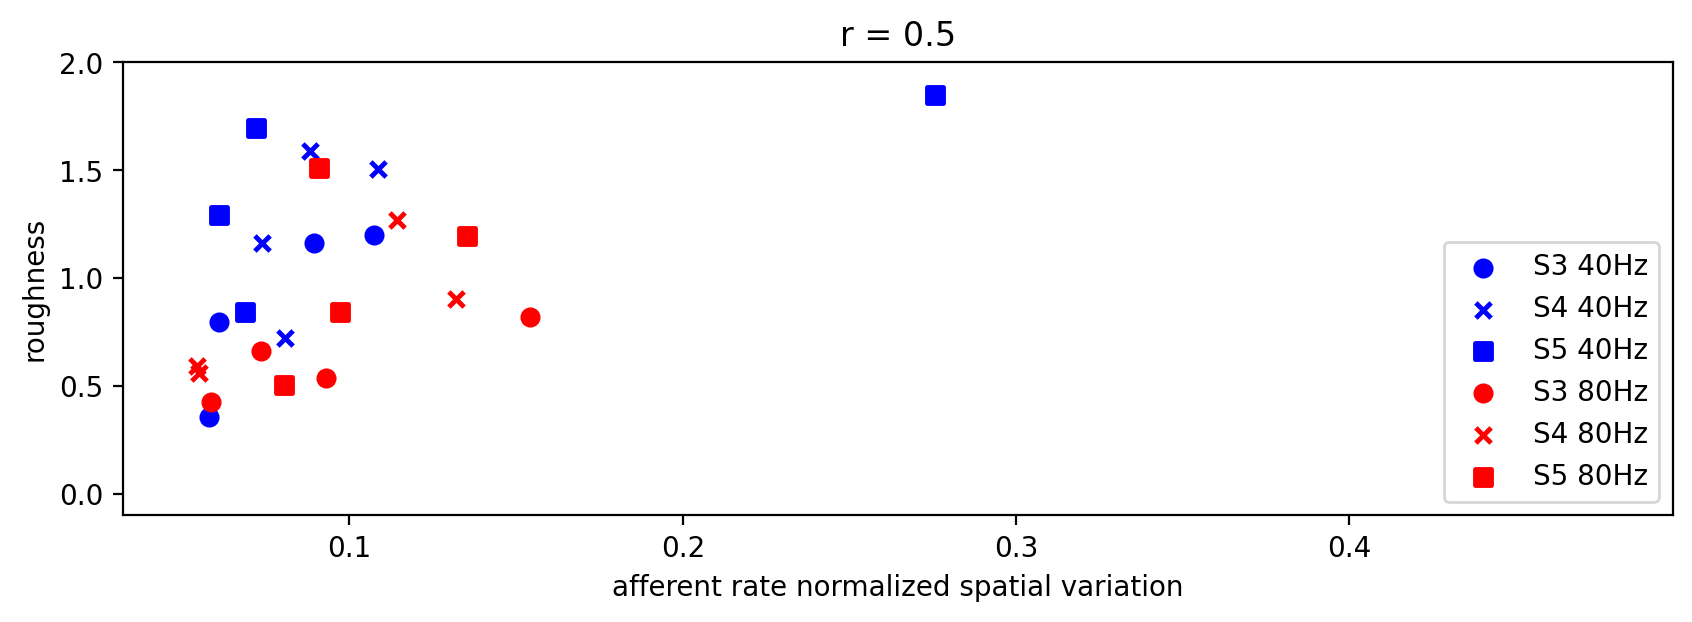 r = 0.5
2.0
1.5
1.0
0.5
0.0
roughness
S3 40Hz
S4 40Hz
S5 40Hz
S3 80Hz
S4 80Hz
S5 80Hz
0.1 0.2 0.3 0.4
afferent rate normalized spatial variation